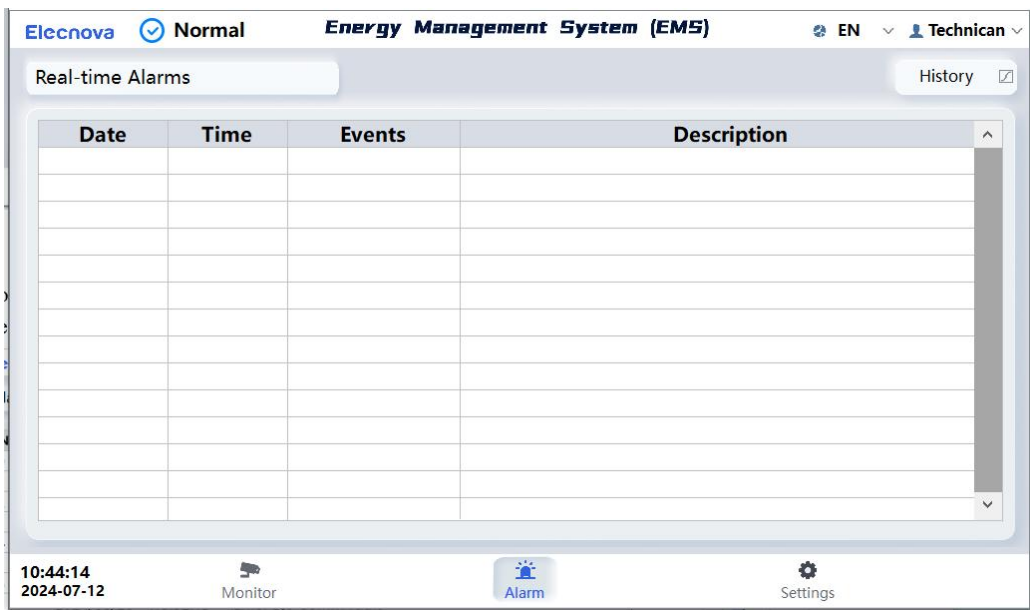 Elecnova Normal Energy Management System (EMS) EN Technican
Real-time Alarms History
Date Time Events Description
10:44:14
2024-07-12 Monitor Alarm Settings